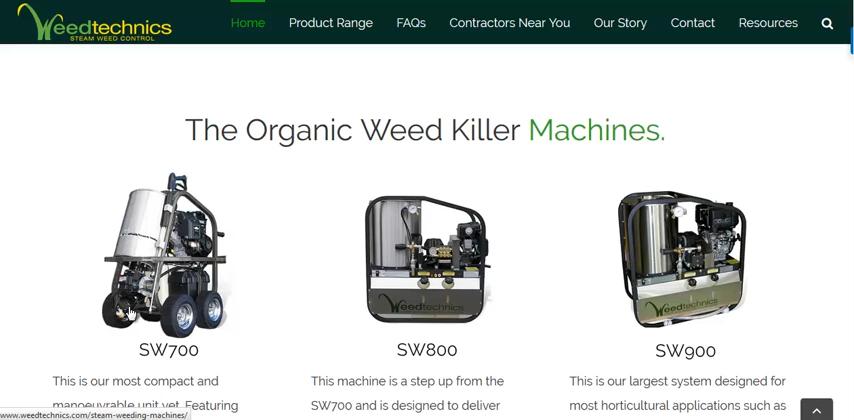 Weedtechnics
STEAM WEED CONTROL
Home Product Range FAQs Contractors Near You Our Story Contact Resources
The Organic Weed Killer Machines.
Weedtechnics
Weedtechnics
SW700 SW800 SW900
This is our most compact and
manoeuvrable unit yet. Featuring
This machine is a step up from the
SW700 and is designed to deliver
This is our largest system designed for
most horticultural applications such as
www.weedtechnics.com/steam-weeding-machines/